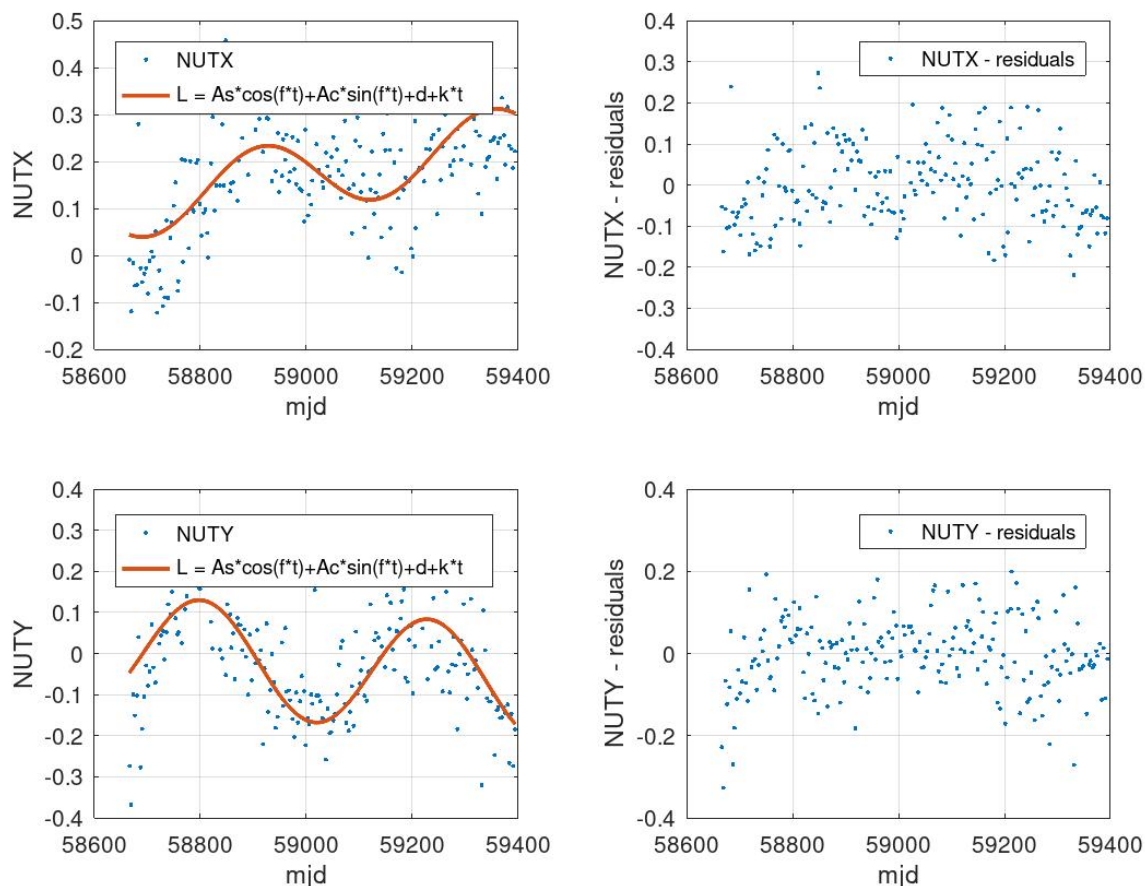 0.5
0.4
0.3
0.2
0.1
0
-0.1
-0.2
NUTX
NUTX
L = As*cos(f*t)+Ac*sin(f*t)+d+k*t
58600 58800 59000 59200 59400
mjd
0.4
0.3
0.2
0.1
0
-0.1
-0.2
-0.3
-0.4
NUTX - residuals
NUTX - residuals
58600 58800 59000 59200 59400
mjd
0.4
0.3
0.2
0.1
0
-0.1
-0.2
-0.3
-0.4
NUTY
NUTY
L = As*cos(f*t)+Ac*sin(f*t)+d+k*t
58600 58800 59000 59200 59400
mjd
0.4
0.2
0
-0.2
-0.4
NUTY - residuals
NUTY - residuals
58600 58800 59000 59200 59400
mjd